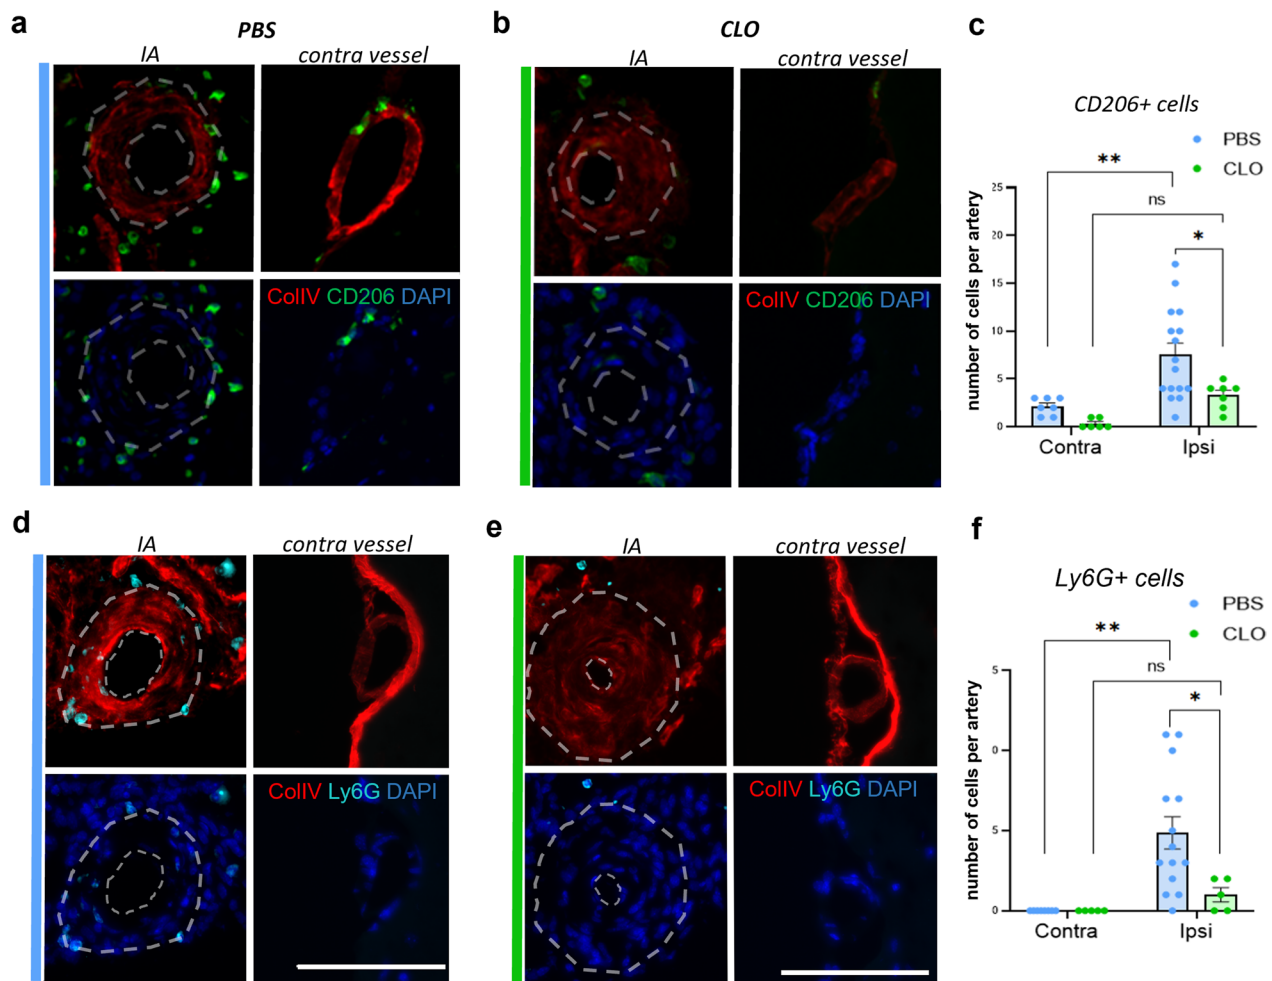 a
PBS
IA
contra vessel
ColIV CD206 DAPI
b
CLO
IA
contra vessel
ColIV CD206 DAPI
c
CD206+ cells
PBS
CLO
**
ns
*
number of cells per artery
25
20
15
10
5
0
Contra
Ipsi
d
IA
contra vessel
ColIV Ly6G DAPI
e
IA
contra vessel
ColIV Ly6G DAPI
f
Ly6G+ cells
PBS
CLO
**
ns
*
number of cells per artery
5
0
5
0
Contra
Ipsi